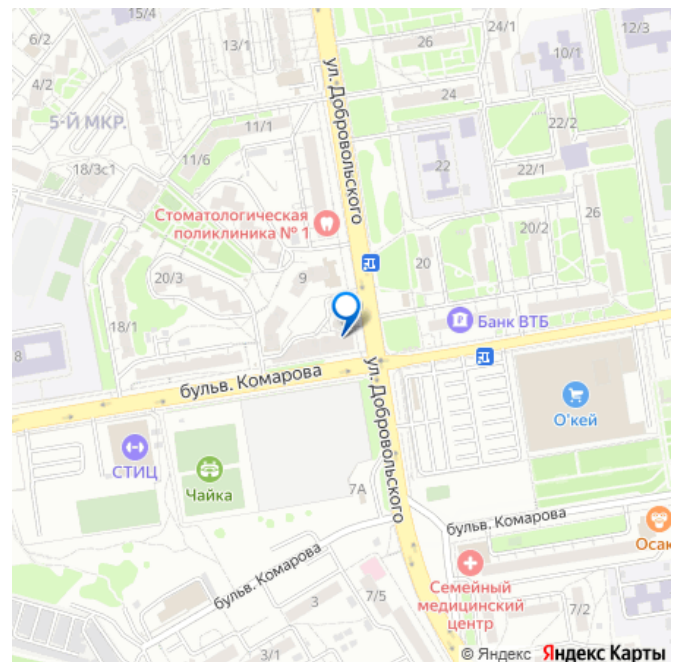 15/4
24/1
12/3
6/2
13/1
26
10/1
4/2
24
5-Й МКР.
11/1
22/2
ул. Добровольского
11/6
22
22/1
18/3с1
Стоматологическая
поликлиника № 1
26
20/2
20/3
9
20
18/1
Банк ВТБ
8
бульв. Комарова
ул. Добровольского
О'кей
СТИЦ
Чайка
7А
бульв. Комарова
Осак
бульв. Комарова
Семейный
медицинский
центр
3
7/5
7/2
3/1
© Яндекс Яндекс Карты